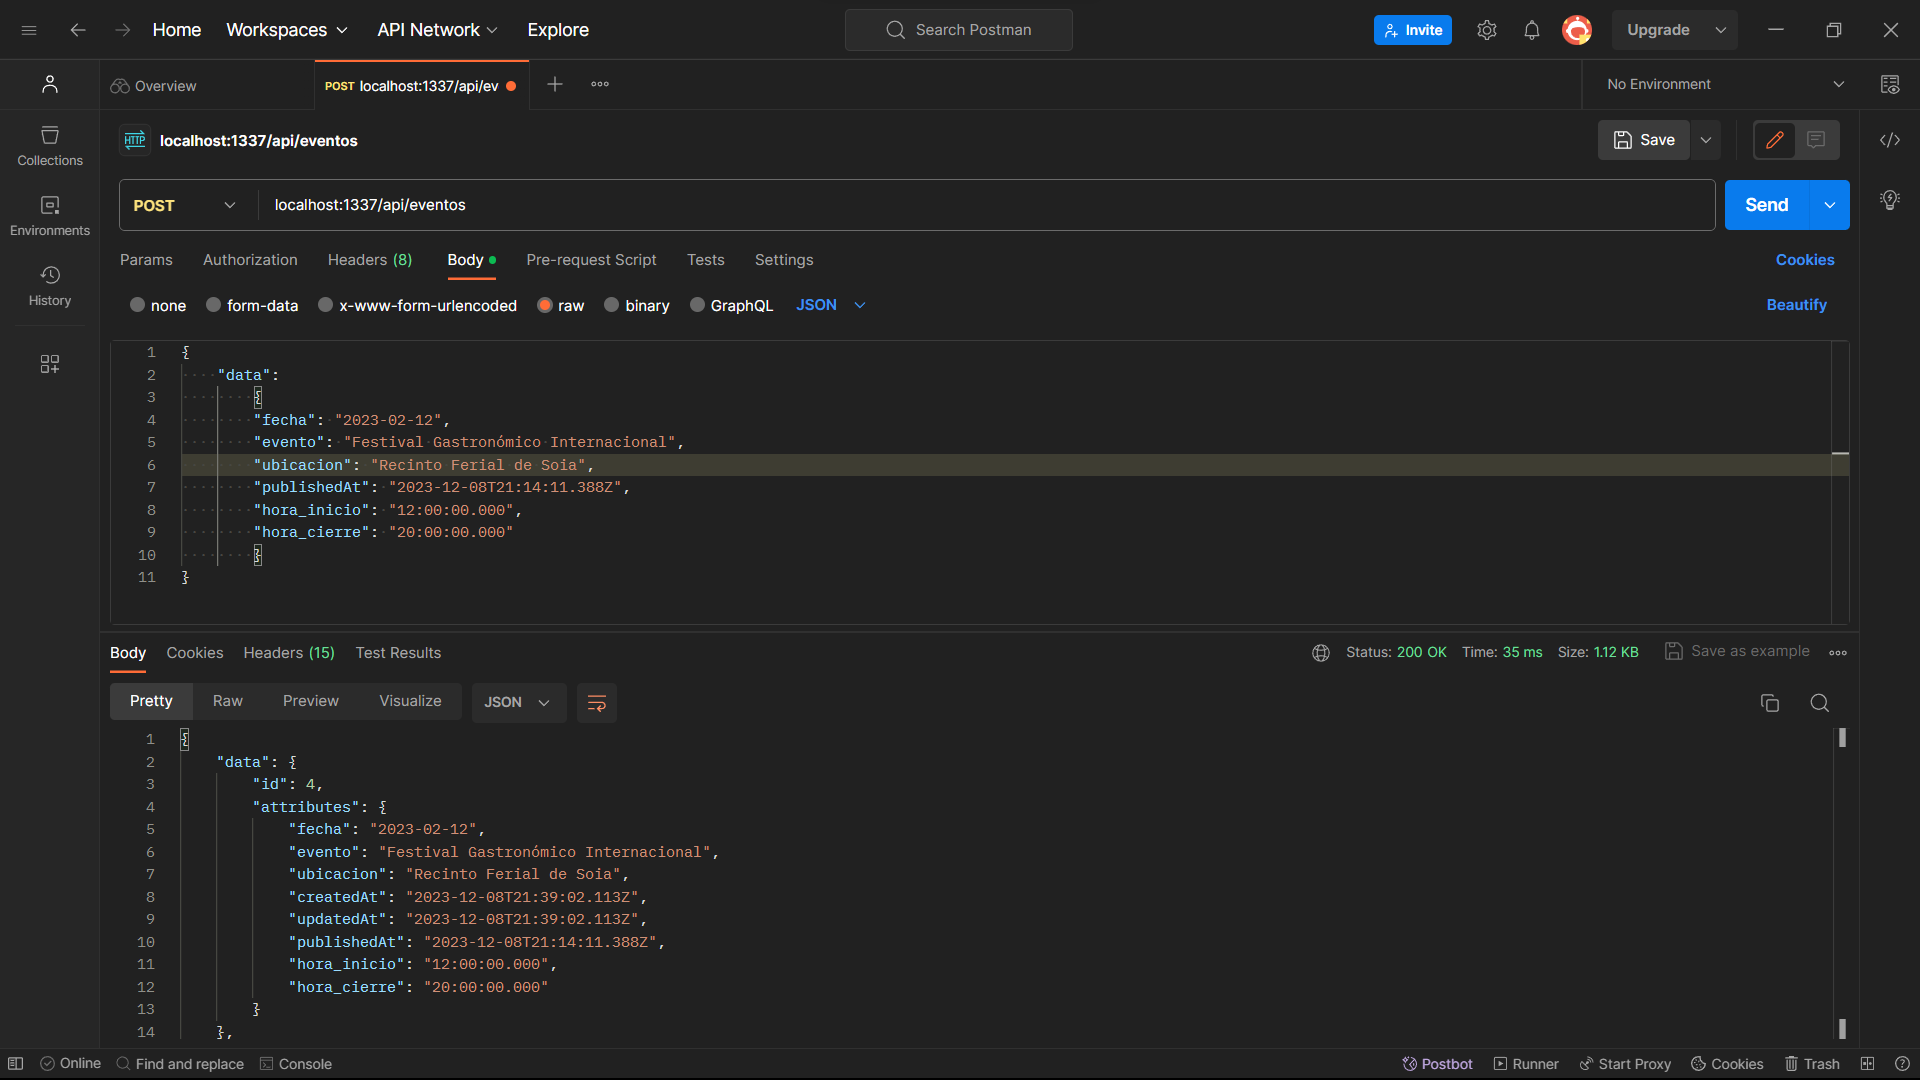 Home Workspaces API Network Explore Search Postman Invite Upgrade
Overview POST localhost:1337/api/ev No Environment
HTTP localhost:1337/api/eventos Save
Collections
Environments
History
POST localhost:1337/api/eventos Send
Params Authorization Headers (8) Body Pre-request Script Tests Settings Cookies
none form-data x-www-form-urlencoded raw binary GraphQL JSON Beautify
1 {
2 "data":
3 {
4 "fecha": "2023-02-12",
5 "evento": "Festival Gastronómico Internacional",
6 "ubicacion": "Recinto Ferial de Soia",
7 "publishedAt": "2023-12-08T21:14:11.388Z",
8 "hora_inicio": "12:00:00.000",
9 "hora_cierre": "20:00:00.000"
10 }
11 }
Body Cookies Headers (15) Test Results Status: 200 OK Time: 35 ms Size: 1.12 KB Save as example
Pretty Raw Preview Visualize JSON
1 {
2 "data": {
3 "id": 4,
4 "attributes": {
5 "fecha": "2023-02-12",
6 "evento": "Festival Gastronómico Internacional",
7 "ubicacion": "Recinto Ferial de Soia",
8 "createdAt": "2023-12-08T21:39:02.113Z",
9 "updatedAt": "2023-12-08T21:39:02.113Z",
10 "publishedAt": "2023-12-08T21:14:11.388Z",
11 "hora_inicio": "12:00:00.000",
12 "hora_cierre": "20:00:00.000"
13 }
14 },
Online Find and replace Console Postbot Runner Start Proxy Cookies Trash